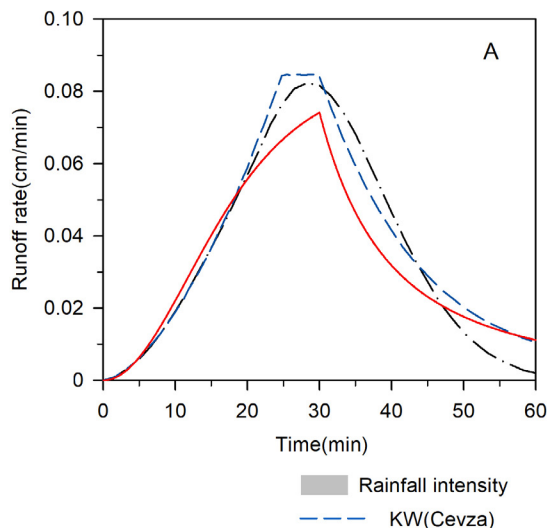 0.10
A
0.08
0.06
0.04
0.02
0
Runoff rate(cm/min)
0 10 20 30 40 50 60
Time(min)
Rainfall intensity
KW(Cevza)